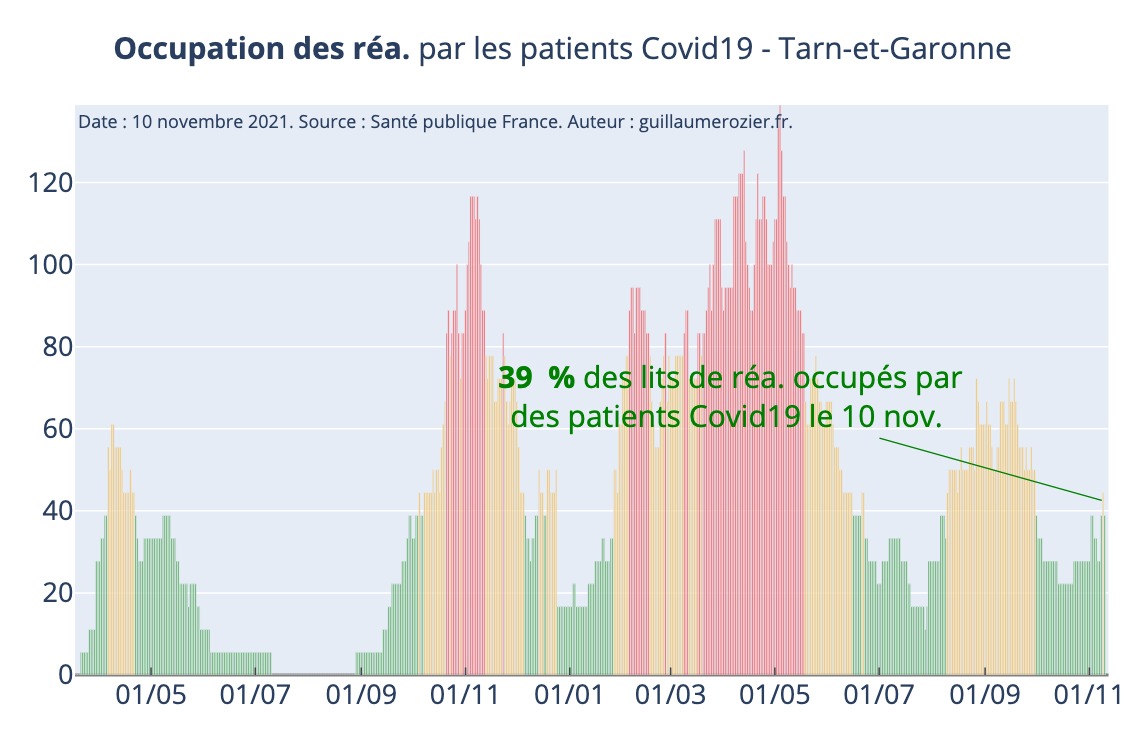 Occupation des réa. par les patients Covid19 - Tarn-et-Garonne
Date : 10 novembre 2021. Source : Santé publique France. Auteur : guillaumerozier.fr.
120
100
80
39 % des lits de réa. occupés par
des patients Covid19 le 10 nov.
60
40
20
0
01/05 01/07 01/09 01/11 01/01 01/03 01/05 01/07 01/09 01/11